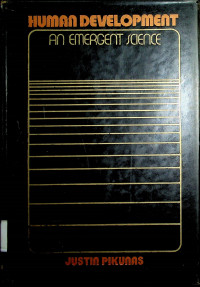 HUMAN DEVELOPMENT
AN EMERGENT SCIENCE
JUSTIN PIKUNAS